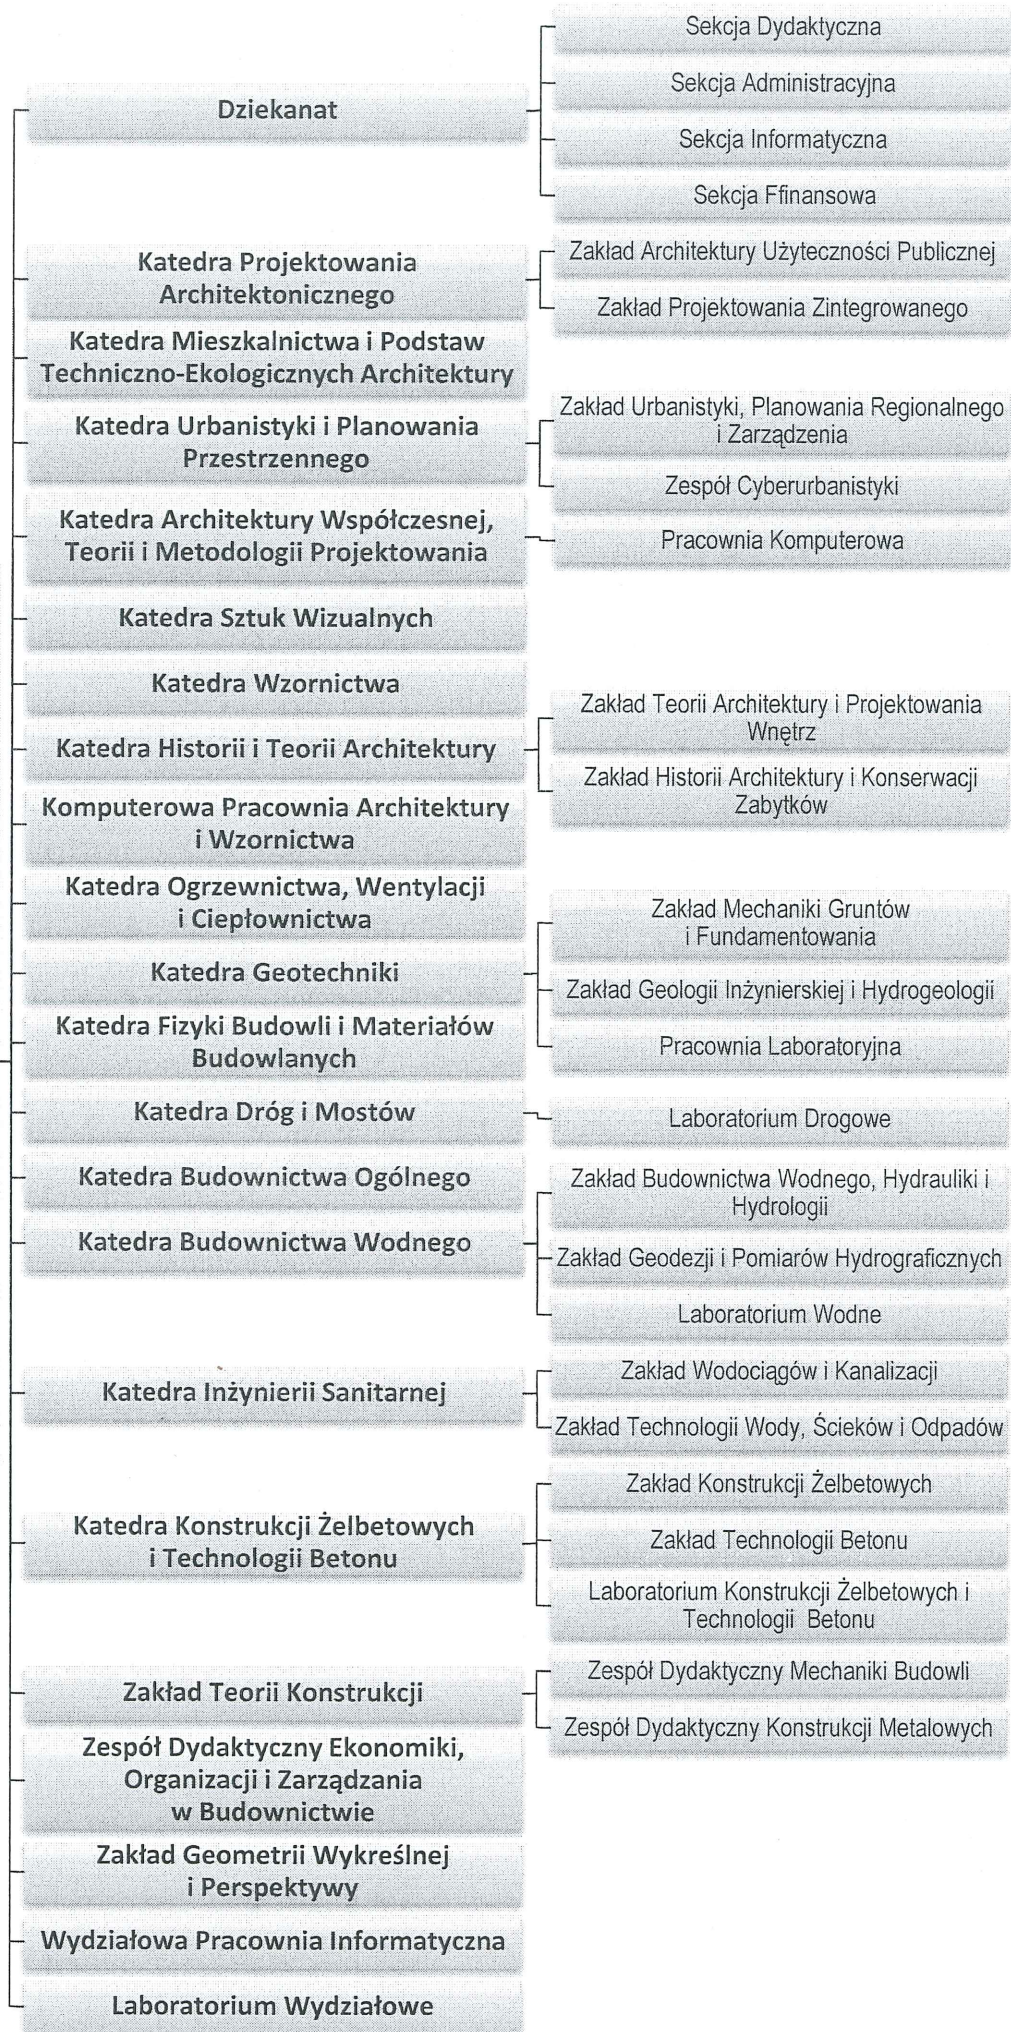 Dziekanat
Sekcja Dydaktyczna
Sekcja Administracyjna
Sekcja Informatyczna
Sekcja Ffinansowa
Katedra Projektowania
Architektonicznego
Zakład Architektury Użyteczności Publicznej
Zakład Projektowania Zintegrowanego
Katedra Mieszkalnictwa i Podstaw
Techniczno-Ekologicznych Architektury
Katedra Urbanistyki i Planowania
Przestrzennego
Zakład Urbanistyki, Planowania Regionalnego
i Zarządzenia
Zespół Cyberurbanistyki
Katedra Architektury Współczesnej,
Teorii i Metodologii Projektowania
Pracownia Komputerowa
Katedra Sztuk Wizualnych
Katedra Wzornictwa
Katedra Historii i Teorii Architektury
Zakład Teorii Architektury i Projektowania
Wnętrz
Zakład Historii Architektury i Konserwacji
Zabytków
Komputerowa Pracownia Architektury
i Wzornictwa
Katedra Ogrzewnictwa, Wentylacji
i Ciepłownictwa
Katedra Geotechniki
Zakład Mechaniki Gruntów
i Fundamentowania
Zakład Geologii Inżynierskiej i Hydrogeologii
Pracownia Laboratoryjna
Katedra Fizyki Budowli i Materiałów
Budowlanych
Katedra Dróg i Mostów
Laboratorium Drogowe
Katedra Budownictwa Ogólnego
Katedra Budownictwa Wodnego
Zakład Budownictwa Wodnego, Hydrauliki i
Hydrologii
Zakład Geodezji i Pomiarów Hydrograficznych
Laboratorium Wodne
Katedra Inżynierii Sanitarnej
Zakład Wodociągów i Kanalizacji
Zakład Technologii Wody, Ścieków i Odpadów
Katedra Konstrukcji Żelbetowych
i Technologii Betonu
Zakład Konstrukcji Żelbetowych
Zakład Technologii Betonu
Laboratorium Konstrukcji Żelbetowych i
Technologii Betonu
Zakład Teorii Konstrukcji
Zespół Dydaktyczny Mechaniki Budowli
Zespół Dydaktyczny Konstrukcji Metalowych
Zespół Dydaktyczny Ekonomiki,
Organizacji i Zarządzania
w Budownictwie
Zakład Geometrii Wykreślnej
i Perspektywy
Wydziałowa Pracownia Informatyczna
Laboratorium Wydziałowe